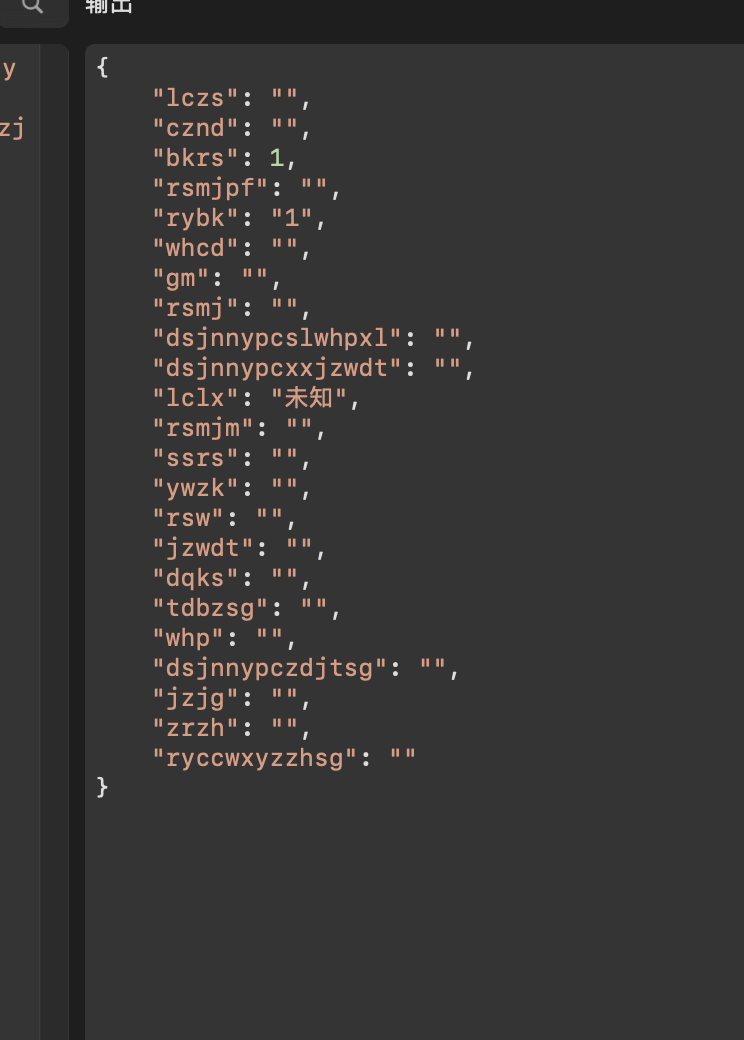 输出
y
zj
{
    "lczs": "",
    "cznd": "",
    "bkrs": 1,
    "rsmjpf": "",
    "rybk": "1",
    "whcd": "",
    "gm": "",
    "rsmj": "",
    "dsjnnypcslwhpxl": "",
    "dsjnnypcxxjzwdt": "",
    "lclx": "未知",
    "rsmjm": "",
    "ssrs": "",
    "ywzk": "",
    "rsw": "",
    "jzwdt": "",
    "dqks": "",
    "tdbzsg": "",
    "whp": "",
    "dsjnnypczdjtsg": "",
    "jzjg": "",
    "zrzh": "",
    "ryccwxyzzhsg": ""
}